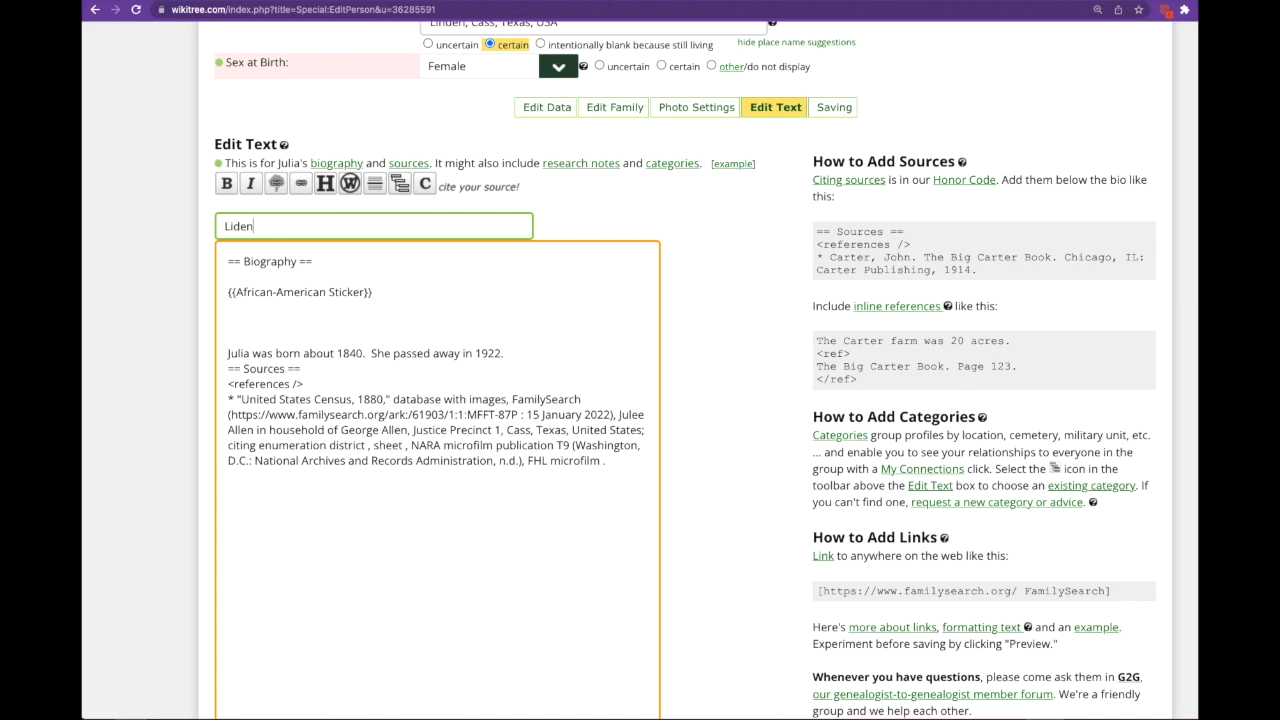 wikitree.com/index.php?title=Special:EditPerson&u=36285591
Linden, Cass, Texas, USA
uncertain certain intentionally blank because still living hide place name suggestions
Sex at Birth: Female uncertain certain other/do not display
Edit Data Edit Family Photo Settings Edit Text Saving
Edit Text
This is for Julia's biography and sources. It might also include research notes and categories. [example]
B I H W C cite your source!
Liden
== Biography ==
{{African-American Sticker}}
Julia was born about 1840. She passed away in 1922.
== Sources ==
<references />
* "United States Census, 1880," database with images, FamilySearch
(https://www.familysearch.org/ark:/61903/1:1:MFFT-87P : 15 January 2022), Julee
Allen in household of George Allen, Justice Precinct 1, Cass, Texas, United States;
citing enumeration district , sheet , NARA microfilm publication T9 (Washington,
D.C.: National Archives and Records Administration, n.d.), FHL microfilm .
How to Add Sources
Citing sources is in our Honor Code. Add them below the bio like
this:
== Sources ==
<references />
* Carter, John. The Big Carter Book. Chicago, IL:
Carter Publishing, 1914.
Include inline references like this:
The Carter farm was 20 acres.
<ref>
The Big Carter Book. Page 123.
</ref>
How to Add Categories
Categories group profiles by location, cemetery, military unit, etc.
... and enable you to see your relationships to everyone in the
group with a My Connections click. Select the icon in the
toolbar above the Edit Text box to choose an existing category. If
you can't find one, request a new category or advice.
How to Add Links
Link to anywhere on the web like this:
[https://www.familysearch.org/ FamilySearch]
Here's more about links, formatting text and an example.
Experiment before saving by clicking "Preview."
Whenever you have questions, please come ask them in G2G,
our genealogist-to-genealogist member forum. We're a friendly
group and we help each other.